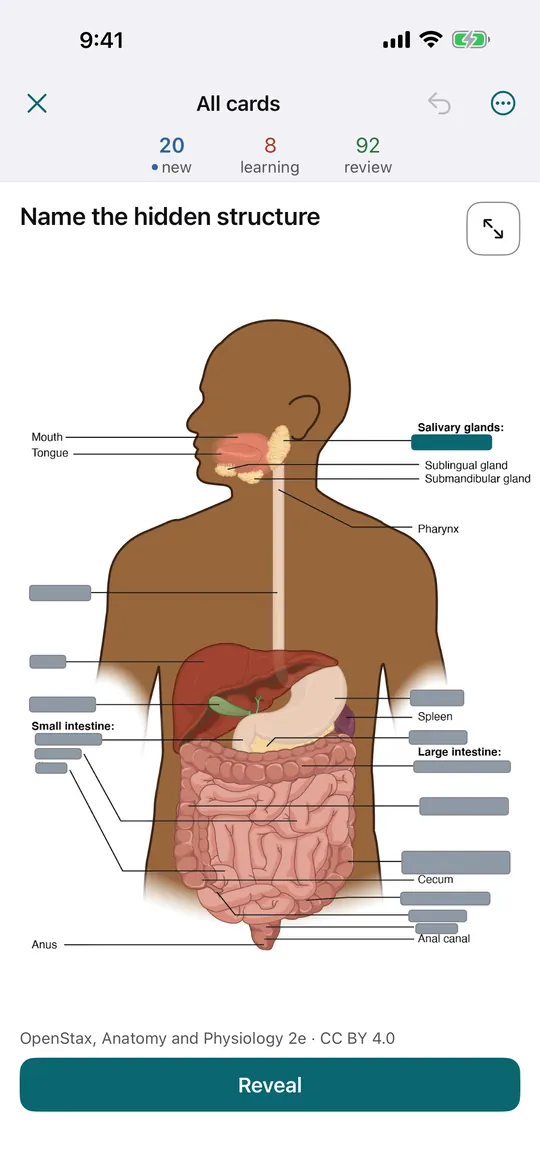 9:41
All cards
20
new
8
learning
92
review
Name the hidden structure
Mouth
Tongue
Salivary glands:
Sublingual gland
Submandibular gland
Pharynx
Spleen
Small intestine:
Large intestine:
Cecum
Anal canal
Anus
OpenStax, Anatomy and Physiology 2e · CC BY 4.0
Reveal